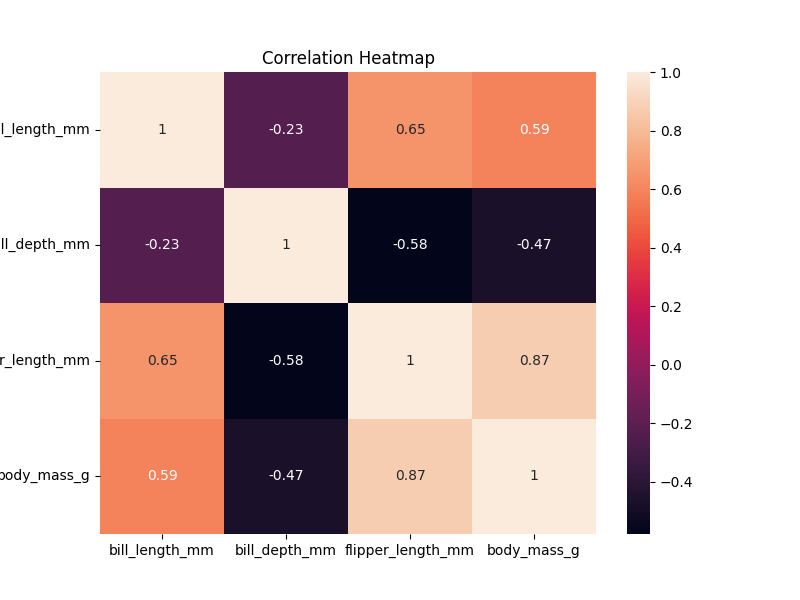 Correlation Heatmap
l_length_mm 1 -0.23 0.65 0.59
ll_depth_mm -0.23 1 -0.58 -0.47
r_length_mm 0.65 -0.58 1 0.87
body_mass_g 0.59 -0.47 0.87 1
bill_length_mm bill_depth_mm flipper_length_mm body_mass_g
1.0
0.8
0.6
0.4
0.2
0.0
−0.2
−0.4